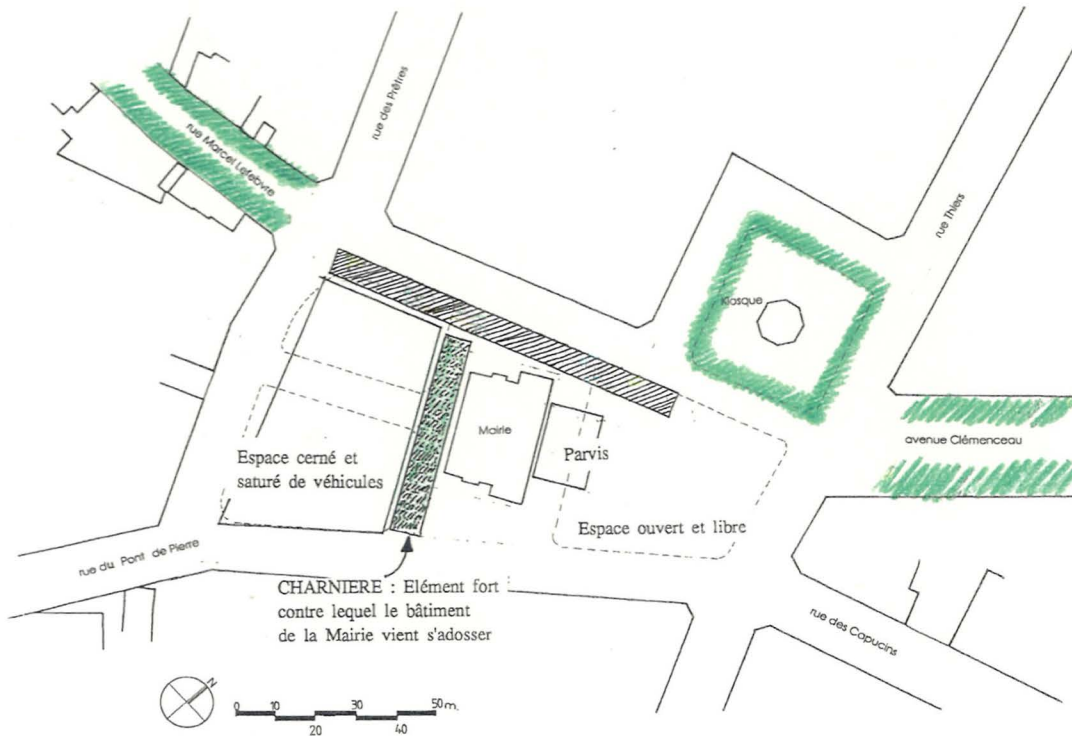 rue des Prêtres
rue Marcel Lefebvre
rue Thiers
Kiosque
avenue Clémenceau
Mairie
Parvis
Espace cerné et
saturé de véhicules
Espace ouvert et libre
rue du Pont de Pierre
CHARNIERE : Elément fort
contre lequel le bâtiment
de la Mairie vient s'adosser
rue des Capucins
N
0 10 30 50 m.
20 40